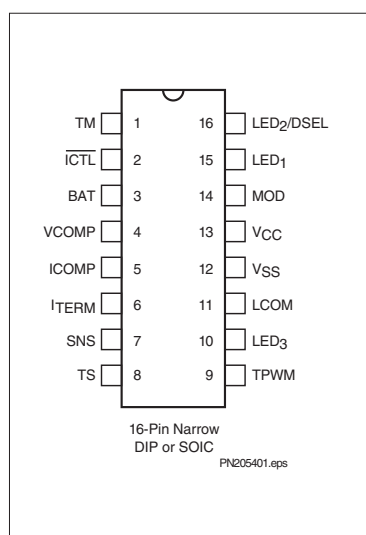 TM 1 16 LED2/DSEL
ICTL 2 15 LED1
BAT 3 14 MOD
VCOMP 4 13 VCC
ICOMP 5 12 VSS
ITERM 6 11 LCOM
SNS 7 10 LED3
TS 8 9 TPWM
16-Pin Narrow
DIP or SOIC
PN205401.eps